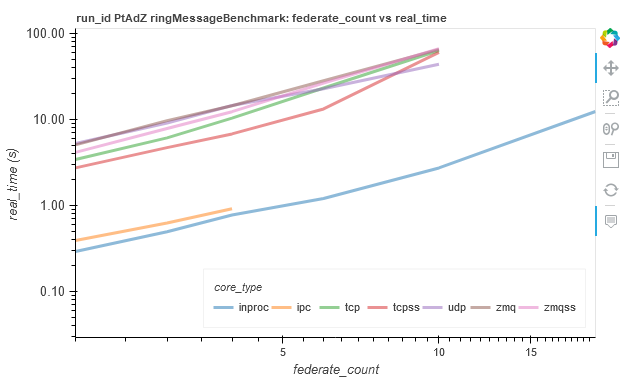 run_id PtAdZ ringMessageBenchmark: federate_count vs real_time
100.00
10.00
1.00
0.10
real_time (s)
core_type
inproc ipc tcp tcpss udp zmq zmqss
5 10 15
federate_count